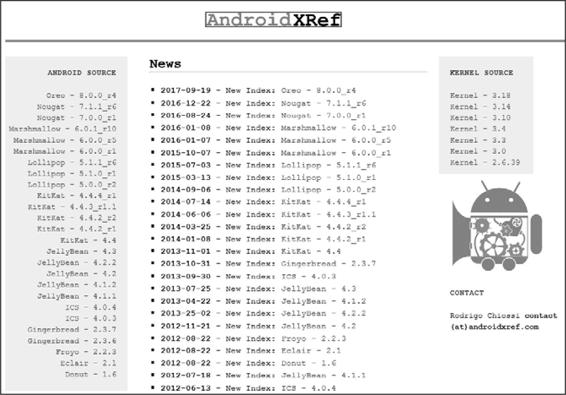 AndroidXRef
ANDROID SOURCE
Oreo - 8.0.0_r4
Nougat - 7.1.1_r6
Nougat - 7.0.0_r1
Marshmallow - 6.0.1_r10
Marshmallow - 6.0.0_r5
Marshmallow - 6.0.0_r1
Lollipop - 5.1.1_r6
Lollipop - 5.1.0_r1
Lollipop - 5.0.0_r2
KitKat - 4.4.4_r1
KitKat - 4.4.3_r1.1
KitKat - 4.4.2_r2
KitKat - 4.4.2_r1
KitKat - 4.4
JellyBean - 4.3
JellyBean - 4.2.2
JellyBean - 4.2
JellyBean - 4.1.2
JellyBean - 4.1.1
ICS - 4.0.4
ICS - 4.0.3
Gingerbread - 2.3.7
Gingerbread - 2.3.6
Froyo - 2.2.3
Eclair - 2.1
Donut - 1.6
News
2017-09-19 - New Index: Oreo - 8.0.0_r4
2016-12-22 - New Index: Nougat - 7.1.1_r6
2016-08-24 - New Index: Nougat - 7.0.0_r1
2016-01-08 - New Index: Marshmallow - 6.0.1_r10
2016-01-07 - New Index: Marshmallow - 6.0.0_r5
2015-10-07 - New Index: Marshmallow - 6.0.0_r1
2015-07-03 - New Index: Lollipop - 5.1.1_r6
2015-03-13 - New Index: Lollipop - 5.1.0_r1
2014-09-06 - New Index: Lollipop - 5.0.0_r2
2014-07-14 - New Index: KitKat - 4.4.4_r1
2014-06-06 - New Index: KitKat - 4.4.3_r1.1
2014-03-25 - New Index: KitKat - 4.4.2_r2
2014-01-08 - New Index: KitKat - 4.4.2_r1
2013-11-01 - New Index: KitKat - 4.4
2013-10-31 - New Index: Gingerbread - 2.3.7
2013-09-30 - New Index: ICS - 4.0.3
2013-07-25 - New Index: JellyBean - 4.3
2013-04-22 - New Index: JellyBean - 4.1.2
2013-25-02 - New Index: JellyBean - 4.2.2
2012-11-21 - New Index: JellyBean - 4.2
2012-08-22 - New Index: Froyo - 2.2.3
2012-08-22 - New Index: Eclair - 2.1
2012-08-22 - New Index: Donut - 1.6
2012-07-18 - New Index: JellyBean - 4.1.1
2012-06-13 - New Index: ICS - 4.0.4
KERNEL SOURCE
Kernel - 3.18
Kernel - 3.14
Kernel - 3.10
Kernel - 3.4
Kernel - 3.3
Kernel - 3.0
Kernel - 2.6.39
CONTACT
Rodrigo Chiossi contact
(at)androidxref.com